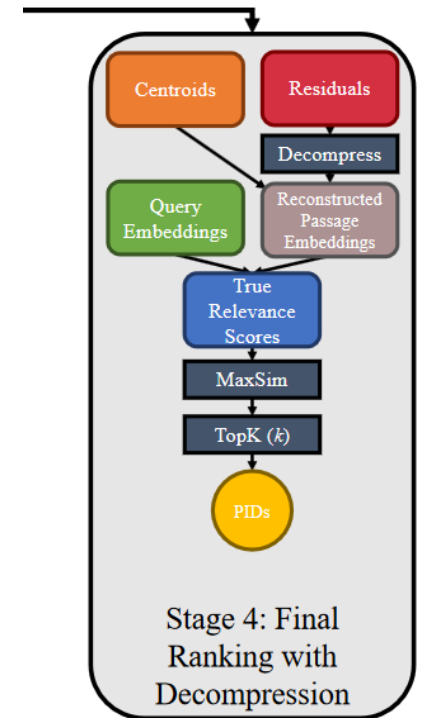 Centroids
Residuals
Decompress
Query
Embeddings
Reconstructed
Passage
Embeddings
True
Relevance
Scores
MaxSim
TopK (k)
PIDs
Stage 4: Final
Ranking with
Decompression